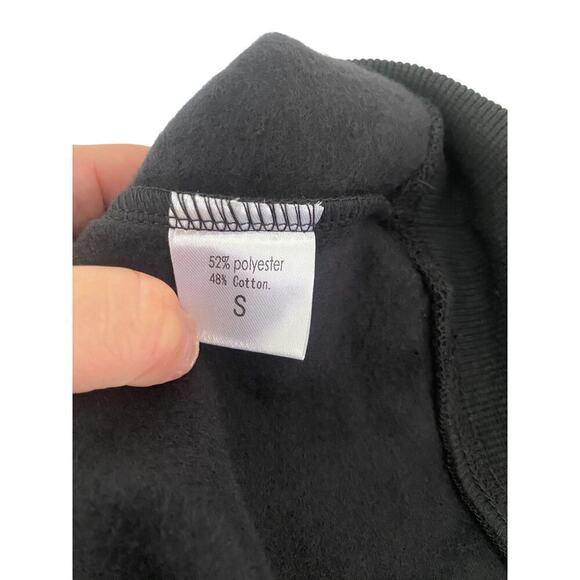 52% polyester
48% Cotton.
S